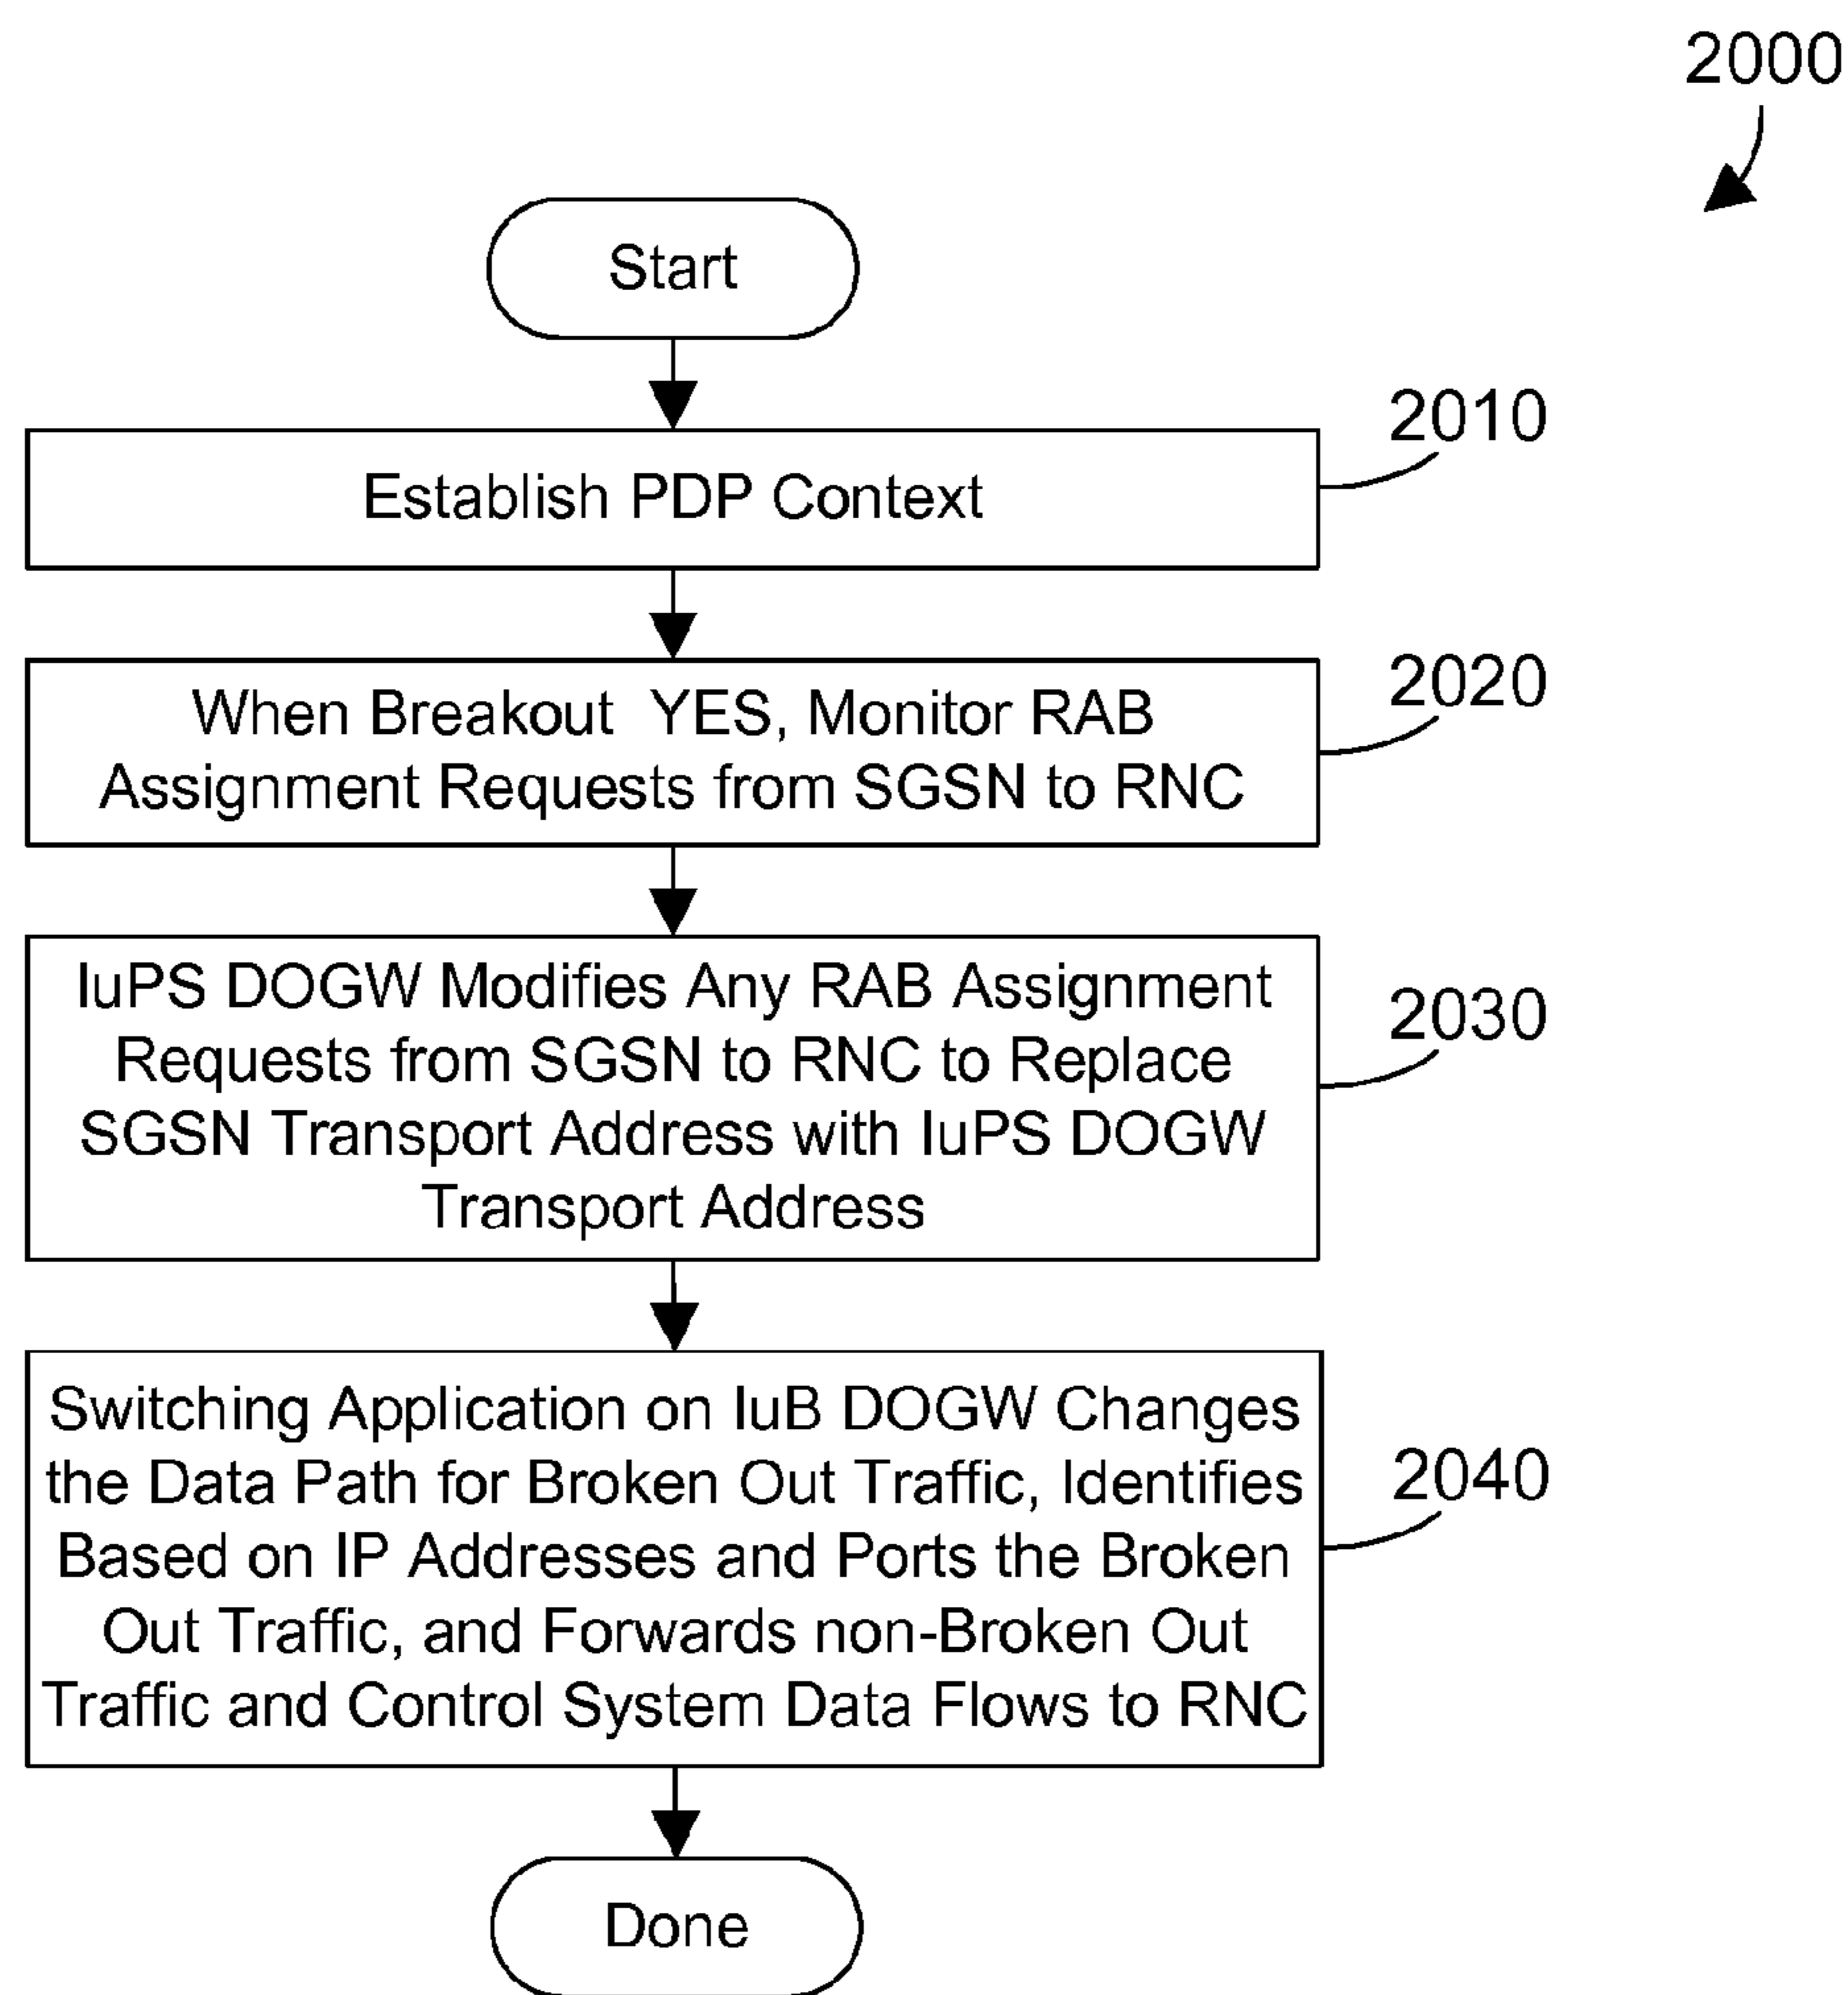 2000
Start
2010
Establish PDP Context
2020
When Breakout  YES, Monitor RAB
Assignment Requests from SGSN to RNC
2030
IuPS DOGW Modifies Any RAB Assignment
Requests from SGSN to RNC to Replace
SGSN Transport Address with IuPS DOGW
Transport Address
2040
Switching Application on IuB DOGW Changes
the Data Path for Broken Out Traffic, Identifies
Based on IP Addresses and Ports the Broken
Out Traffic, and Forwards non-Broken Out
Traffic and Control System Data Flows to RNC
Done